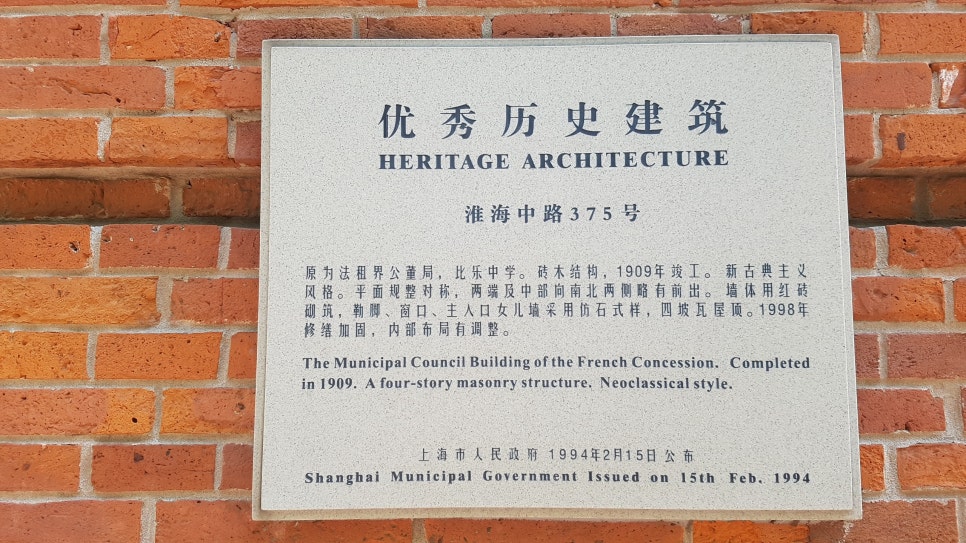 优秀历史建筑
HERITAGE ARCHITECTURE
淮海中路375号
原为法租界公董局，比乐中学。砖木结构，1909年竣工。新古典主义
风格。平面规整对称，两端及中部向南北两侧略有前出。墙体用红砖
砌筑，勒脚、窗口、主入口女儿墙采用仿石式样，四坡瓦屋顶。1998年
修缮加固，内部布局有调整。
The Municipal Council Building of the French Concession. Completed
in 1909. A four-story masonry structure. Neoclassical style.
上海市人民政府 1994年2月15日公布
Shanghai Municipal Government Issued on 15th Feb. 1994